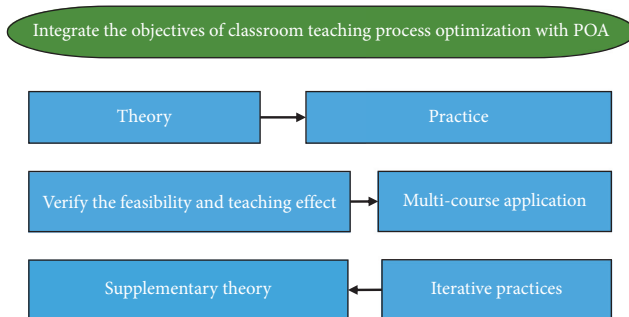 Integrate the objectives of classroom teaching process optimization with POA
Theory
Practice
Verify the feasibility and teaching effect
Multi-course application
Supplementary theory
Iterative practices